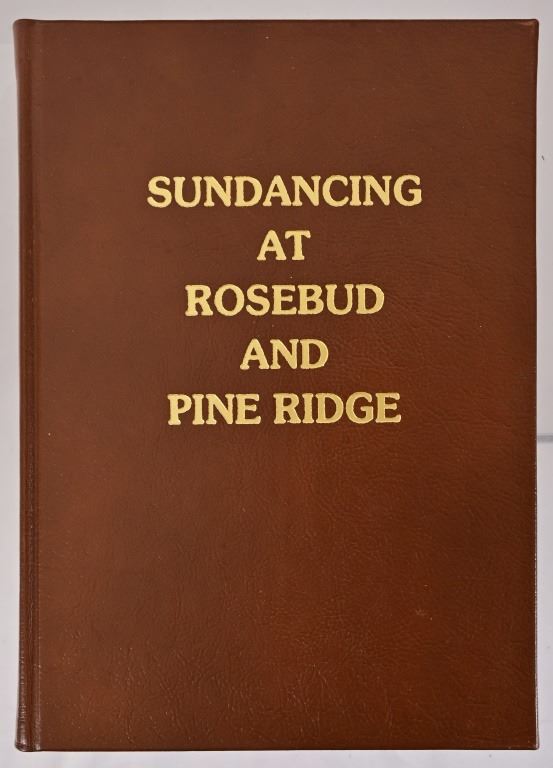 SUNDANCING
AT
ROSEBUD
AND
PINE RIDGE